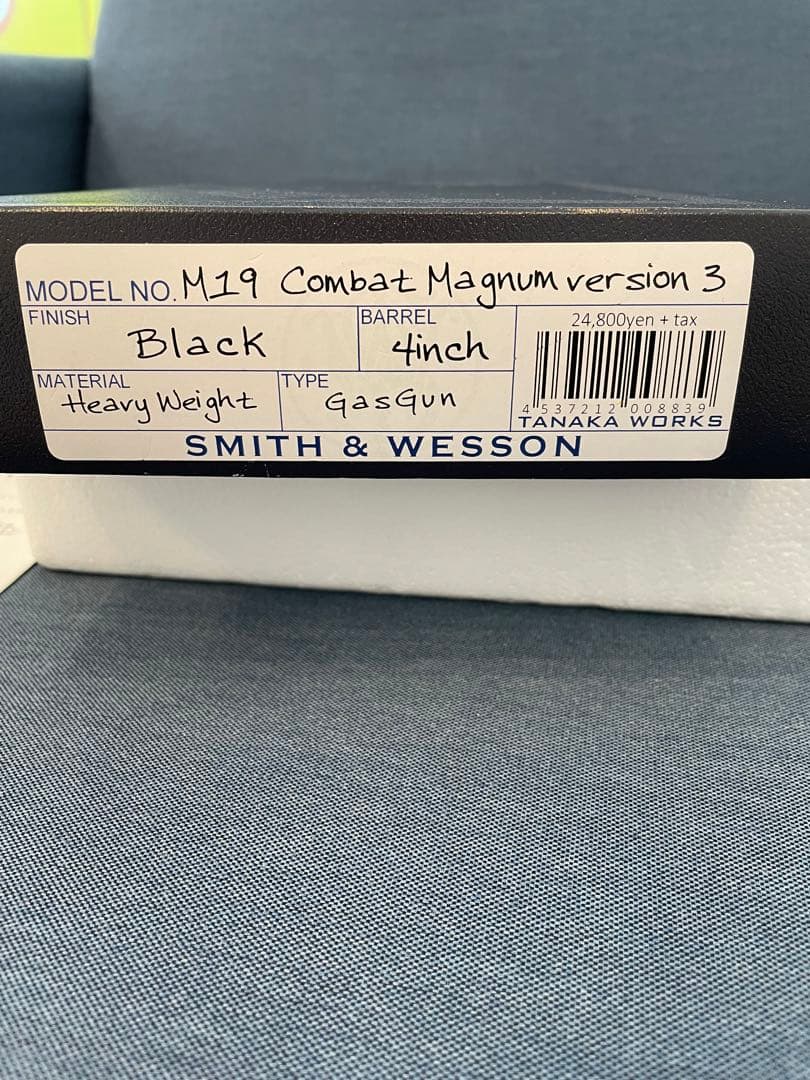 MODEL NO. M19 Combat Magnum version 3
FINISH
Black
BARREL
4inch
24,800yen + tax
MATERIAL
Heavy Weight
TYPE
GasGun
4 537212 008839
TANAKA WORKS
SMITH & WESSON